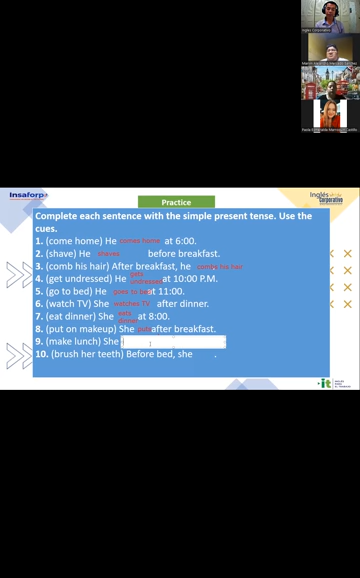 Inglés Corporativo
Insaforp
Practice
Inglés
Corporativo
Complete each sentence with the simple present tense. Use the
cues.
1. (come home) He comes home at 6:00.
2. (shave) He shaves before breakfast.
3. (comb his hair) After breakfast, he combs his hair
4. (get undressed) He gets undressed at 10:00 P.M.
5. (go to bed) He goes to bed at 11:00.
6. (watch TV) She watches TV after dinner.
7. (eat dinner) She eats dinner at 8:00.
8. (put on makeup) She puts after breakfast.
9. (make lunch) She
10. (brush her teeth) Before bed, she .
it